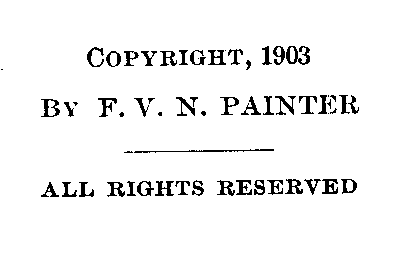 COPYRIGHT, 1903
BY F. V. N. PAINTER
ALL RIGHTS RESERVED